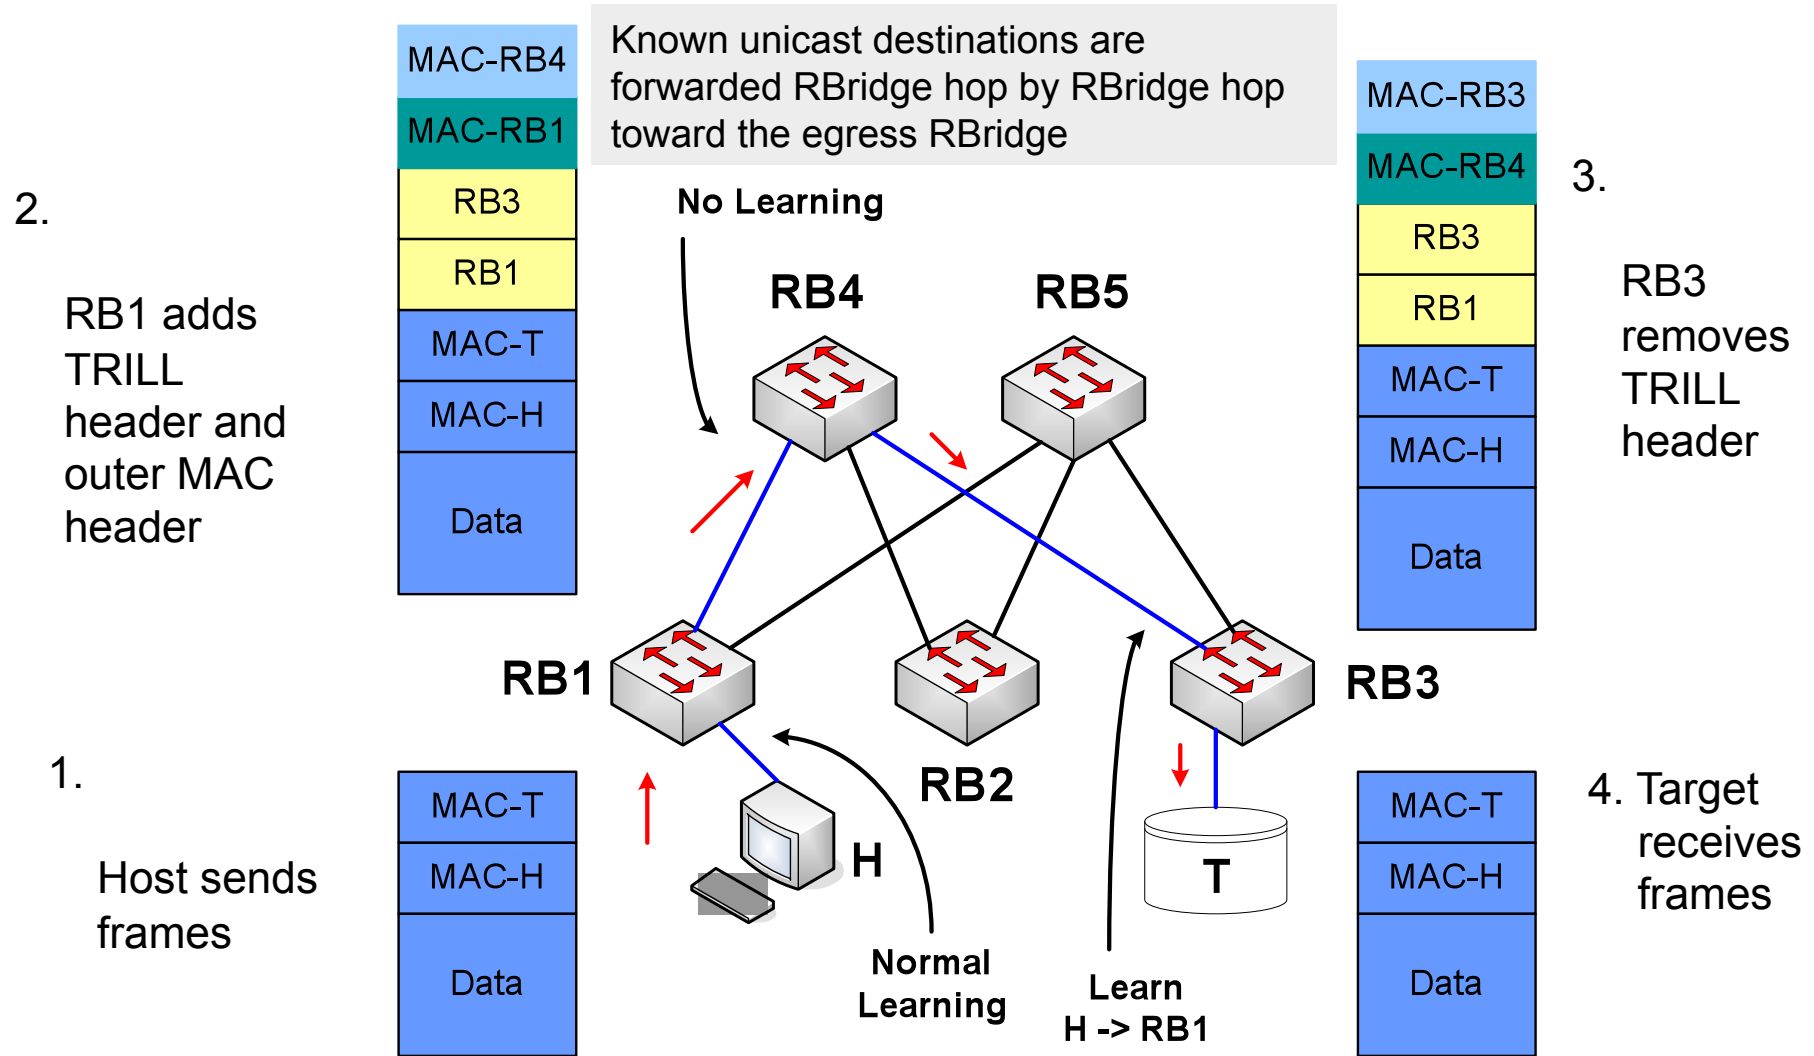 MAC-RB4
MAC-RB1
RB3
RB1
MAC-T
MAC-H
Data
Known unicast destinations are
forwarded RBridge hop by RBridge hop
toward the egress RBridge
MAC-RB3
MAC-RB4
RB3
RB1
MAC-T
MAC-H
Data
2.
RB1 adds
TRILL
header and
outer MAC
header
No Learning
RB4
RB5
3.
RB3
removes
TRILL
header
RB1
RB2
RB3
1.
Host sends
frames
MAC-T
MAC-H
Data
H
Normal
Learning
T
Learn
H -> RB1
MAC-T
MAC-H
Data
4. Target
receives
frames